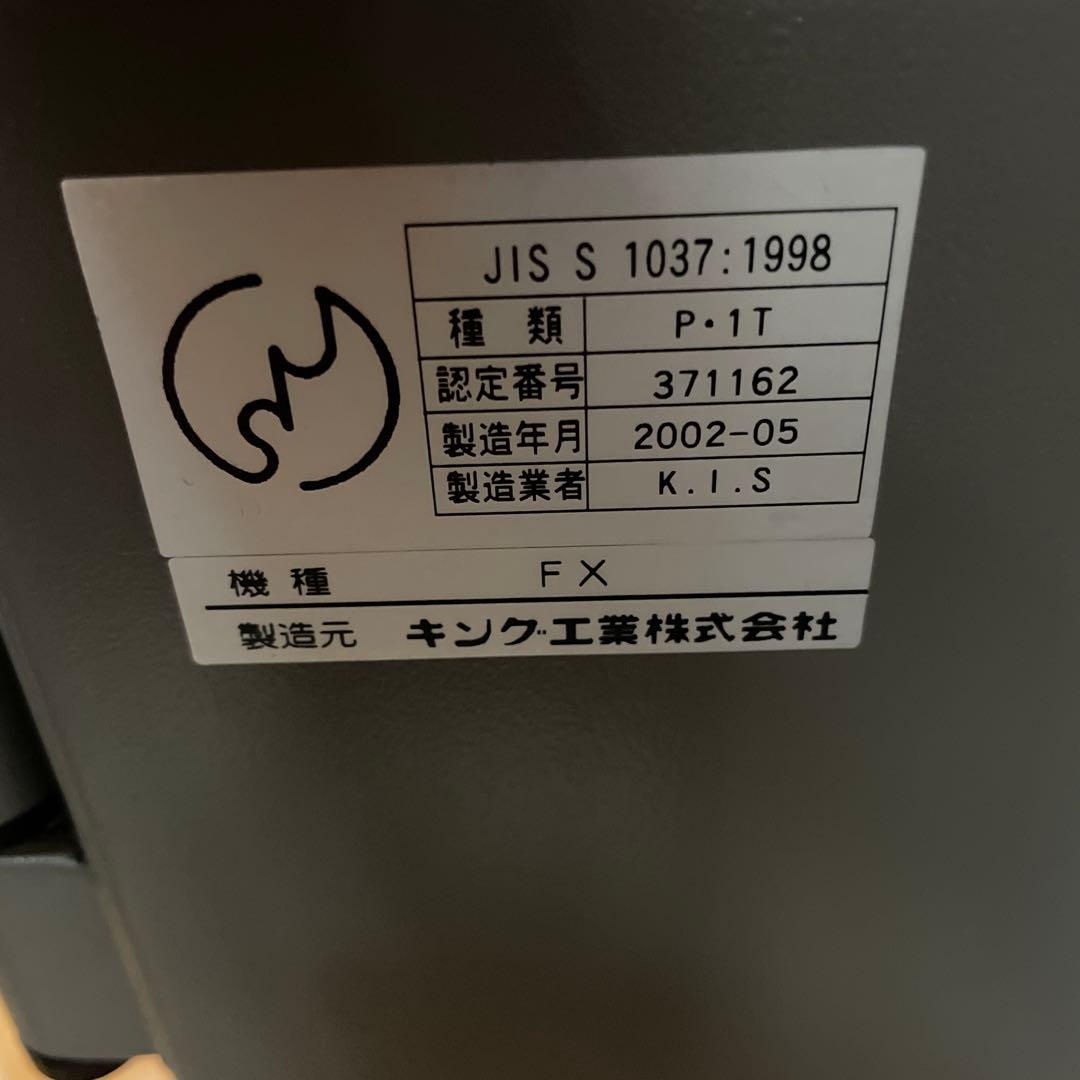 JIS S 1037:1998
種類 P・1T
認定番号 371162
製造年月 2002-05
製造業者 K.I.S
機種 FX
製造元 キング工業株式会社